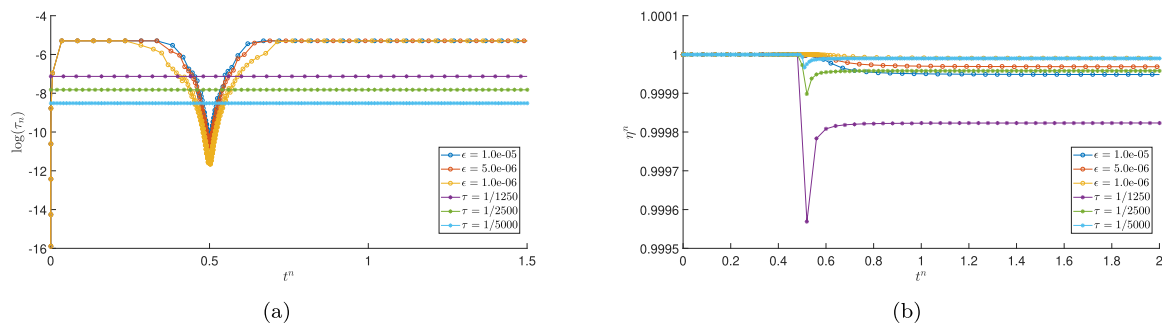 -4
-6
-8
-10
-12
-14
-16
log(τₙ)
0
0.5
1
1.5
tⁿ
ϵ = 1.0e-05
ϵ = 5.0e-06
ϵ = 1.0e-06
τ = 1/1250
τ = 1/2500
τ = 1/5000
(a)
1.0001
1
0.9999
0.9998
0.9997
0.9996
0.9995
ηⁿ
0
0.2
0.4
0.6
0.8
1
1.2
1.4
1.6
1.8
2
tⁿ
ϵ = 1.0e-05
ϵ = 5.0e-06
ϵ = 1.0e-06
τ = 1/1250
τ = 1/2500
τ = 1/5000
(b)